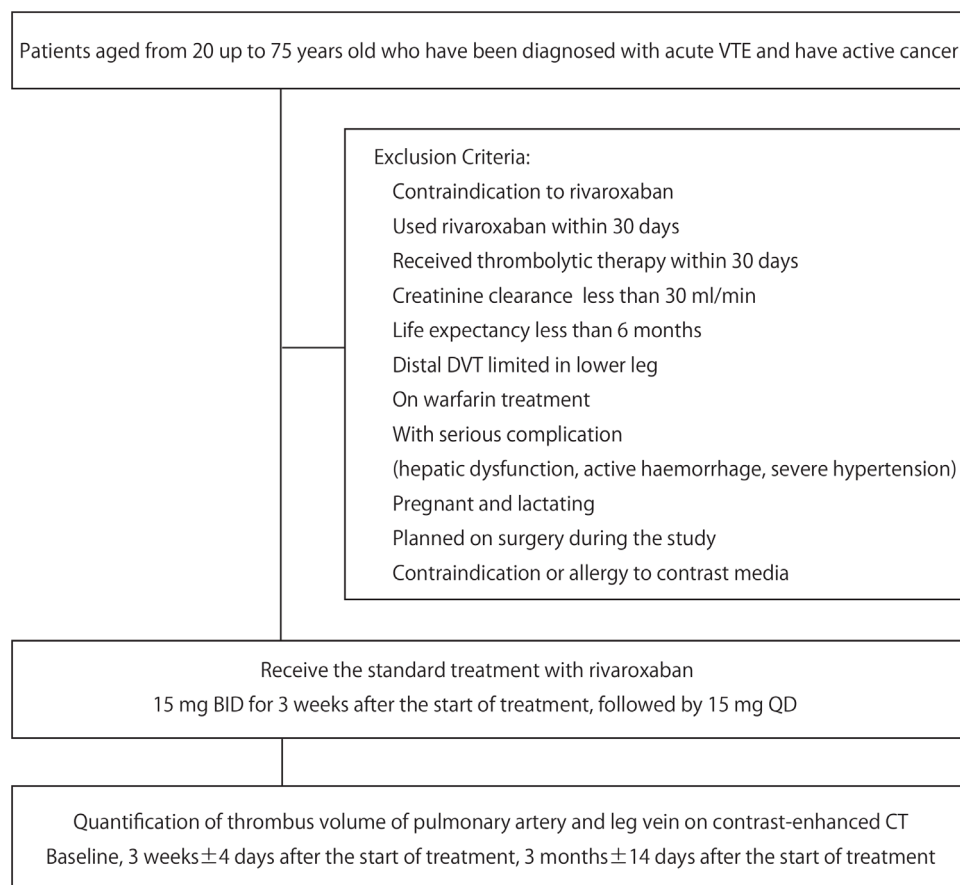 Patients aged from 20 up to 75 years old who have been diagnosed with acute VTE and have active cancer
Exclusion Criteria:
Contraindication to rivaroxaban
Used rivaroxaban within 30 days
Received thrombolytic therapy within 30 days
Creatinine clearance less than 30 ml/min
Life expectancy less than 6 months
Distal DVT limited in lower leg
On warfarin treatment
With serious complication
(hepatic dysfunction, active haemorrhage, severe hypertension)
Pregnant and lactating
Planned on surgery during the study
Contraindication or allergy to contrast media
Receive the standard treatment with rivaroxaban
15 mg BID for 3 weeks after the start of treatment, followed by 15 mg QD
Quantification of thrombus volume of pulmonary artery and leg vein on contrast-enhanced CT
Baseline, 3 weeks±4 days after the start of treatment, 3 months±14 days after the start of treatment